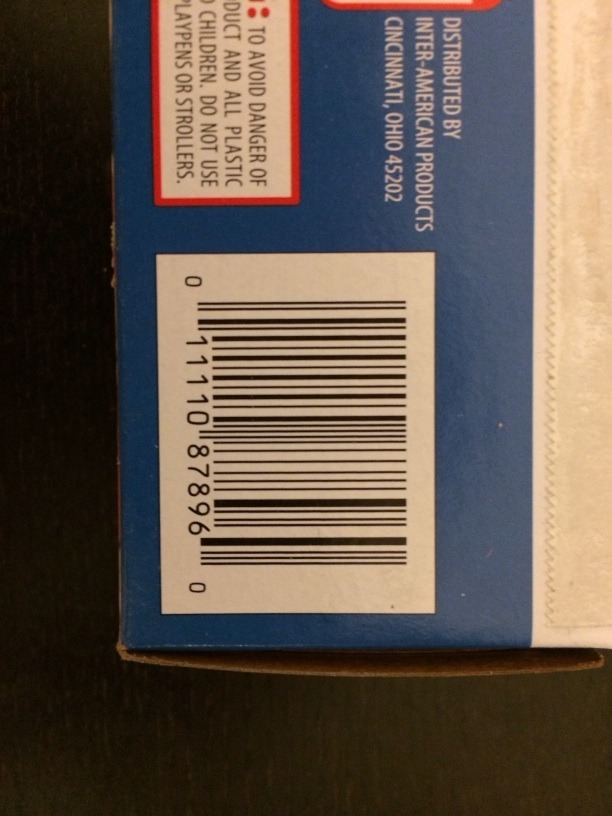 DISTRIBUTED BY
INTER-AMERICAN PRODUCTS
CINCINNATI, OHIO 45202
: TO AVOID DANGER OF
AND ALL PLASTIC
CHILDREN. DO NOT USE
PLAYPENS OR STROLLERS.
0 11110 87896 0